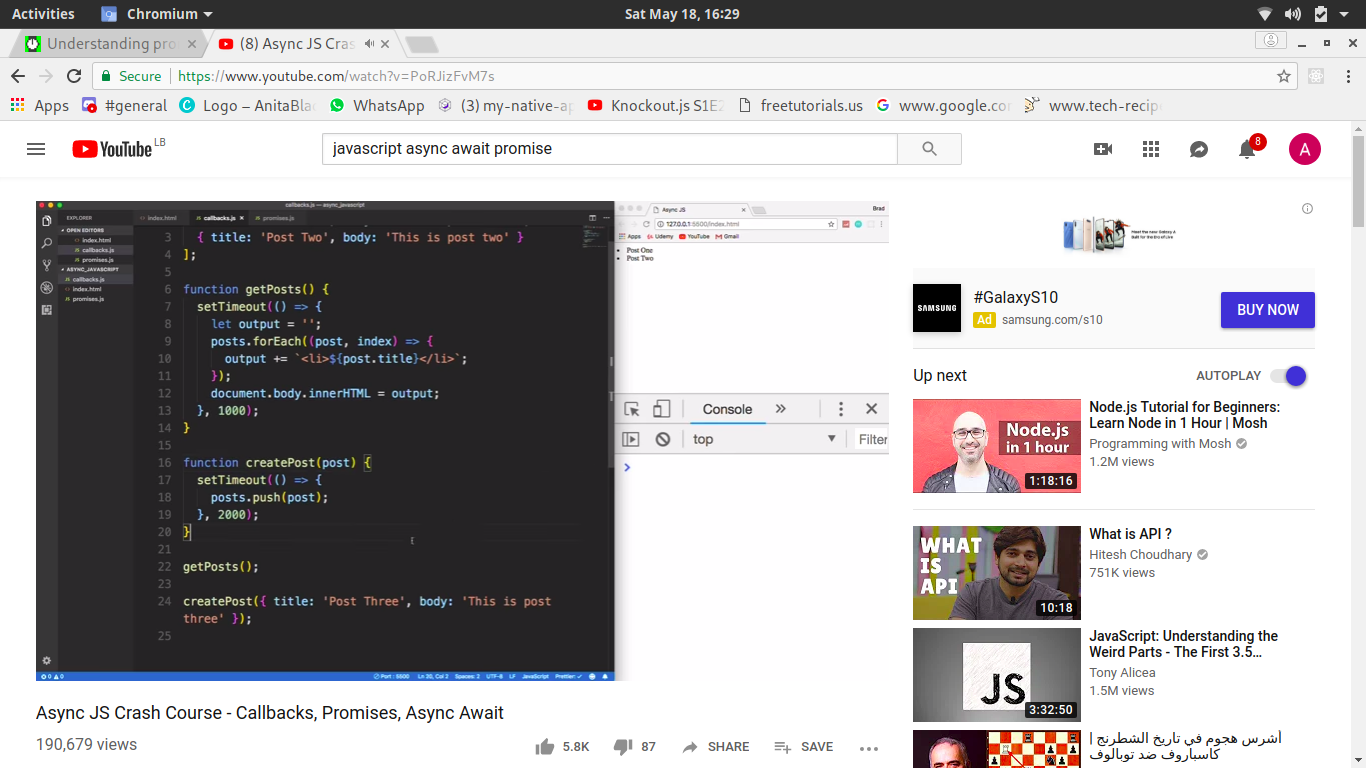 Activities Chromium Sat May 18, 16:29
Understanding pro (8) Async JS Cras
Secure https://www.youtube.com/watch?v=PoRJizFvM7s
Apps #general Logo – AnitaBla WhatsApp (3) my-native-ap Knockout.js S1E2 freetutorials.us www.google.co www.tech-recip
YouTube LB javascript async await promise 8 A
callbacks.js — async_javascript
EXPLORER
OPEN EDITORS
index.html
callbacks.js
promises.js
ASYNC_JAVASCRIPT
callbacks.js
index.html
promises.js
index.html callbacks.js promises.js
3 { title: 'Post Two', body: 'This is post two' }
4 ];
5
6 function getPosts() {
7 setTimeout(() => {
8 let output = '';
9 posts.forEach((post, index) => {
10 output += `<li>${post.title}</li>`;
11 });
12 document.body.innerHTML = output;
13 }, 1000);
14 }
15
16 function createPost(post) {
17 setTimeout(() => {
18 posts.push(post);
19 }, 2000);
20 }
21
22 getPosts();
23
24 createPost({ title: 'Post Three', body: 'This is post
three' });
25
0 0 Port : 5500 Ln 20, Col 2 Spaces: 2 UTF-8 LF JavaScript Prettier: ✓
Async JS Brad
127.0.0.1:5500/index.html
Apps Udemy YouTube Gmail
• Post One
• Post Two
Console »
top Filter
Async JS Crash Course - Callbacks, Promises, Async Await
190,679 views 5.8K 87 SHARE SAVE
Meet the new Galaxy A
Built for the Era of Live
SAMSUNG
#GalaxyS10
Ad samsung.com/s10
BUY NOW
Up next AUTOPLAY
Node.js
in 1 hour
1:18:16
Node.js Tutorial for Beginners:
Learn Node in 1 Hour | Mosh
Programming with Mosh
1.2M views
WHAT
IS
API
10:18
What is API ?
Hitesh Choudhary
751K views
JS
3:32:50
JavaScript: Understanding the
Weird Parts - The First 3.5...
Tony Alicea
1.5M views
أشرس هجوم في تاريخ الشطرنج |
كاسباروف ضد توبالوف